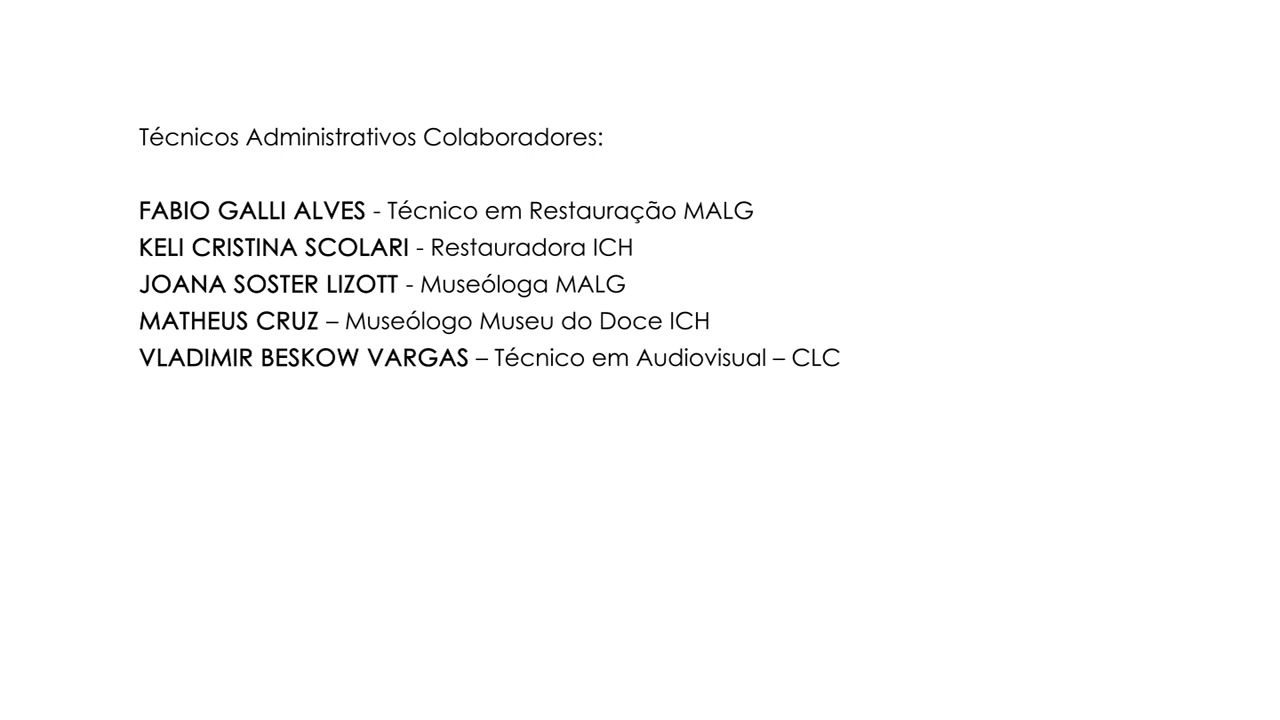 Técnicos Administrativos Colaboradores:
FABIO GALLI ALVES - Técnico em Restauração MALG
KELI CRISTINA SCOLARI - Restauradora ICH
JOANA SOSTER LIZOTT - Museóloga MALG
MATHEUS CRUZ – Museólogo Museu do Doce ICH
VLADIMIR BESKOW VARGAS – Técnico em Audiovisual – CLC